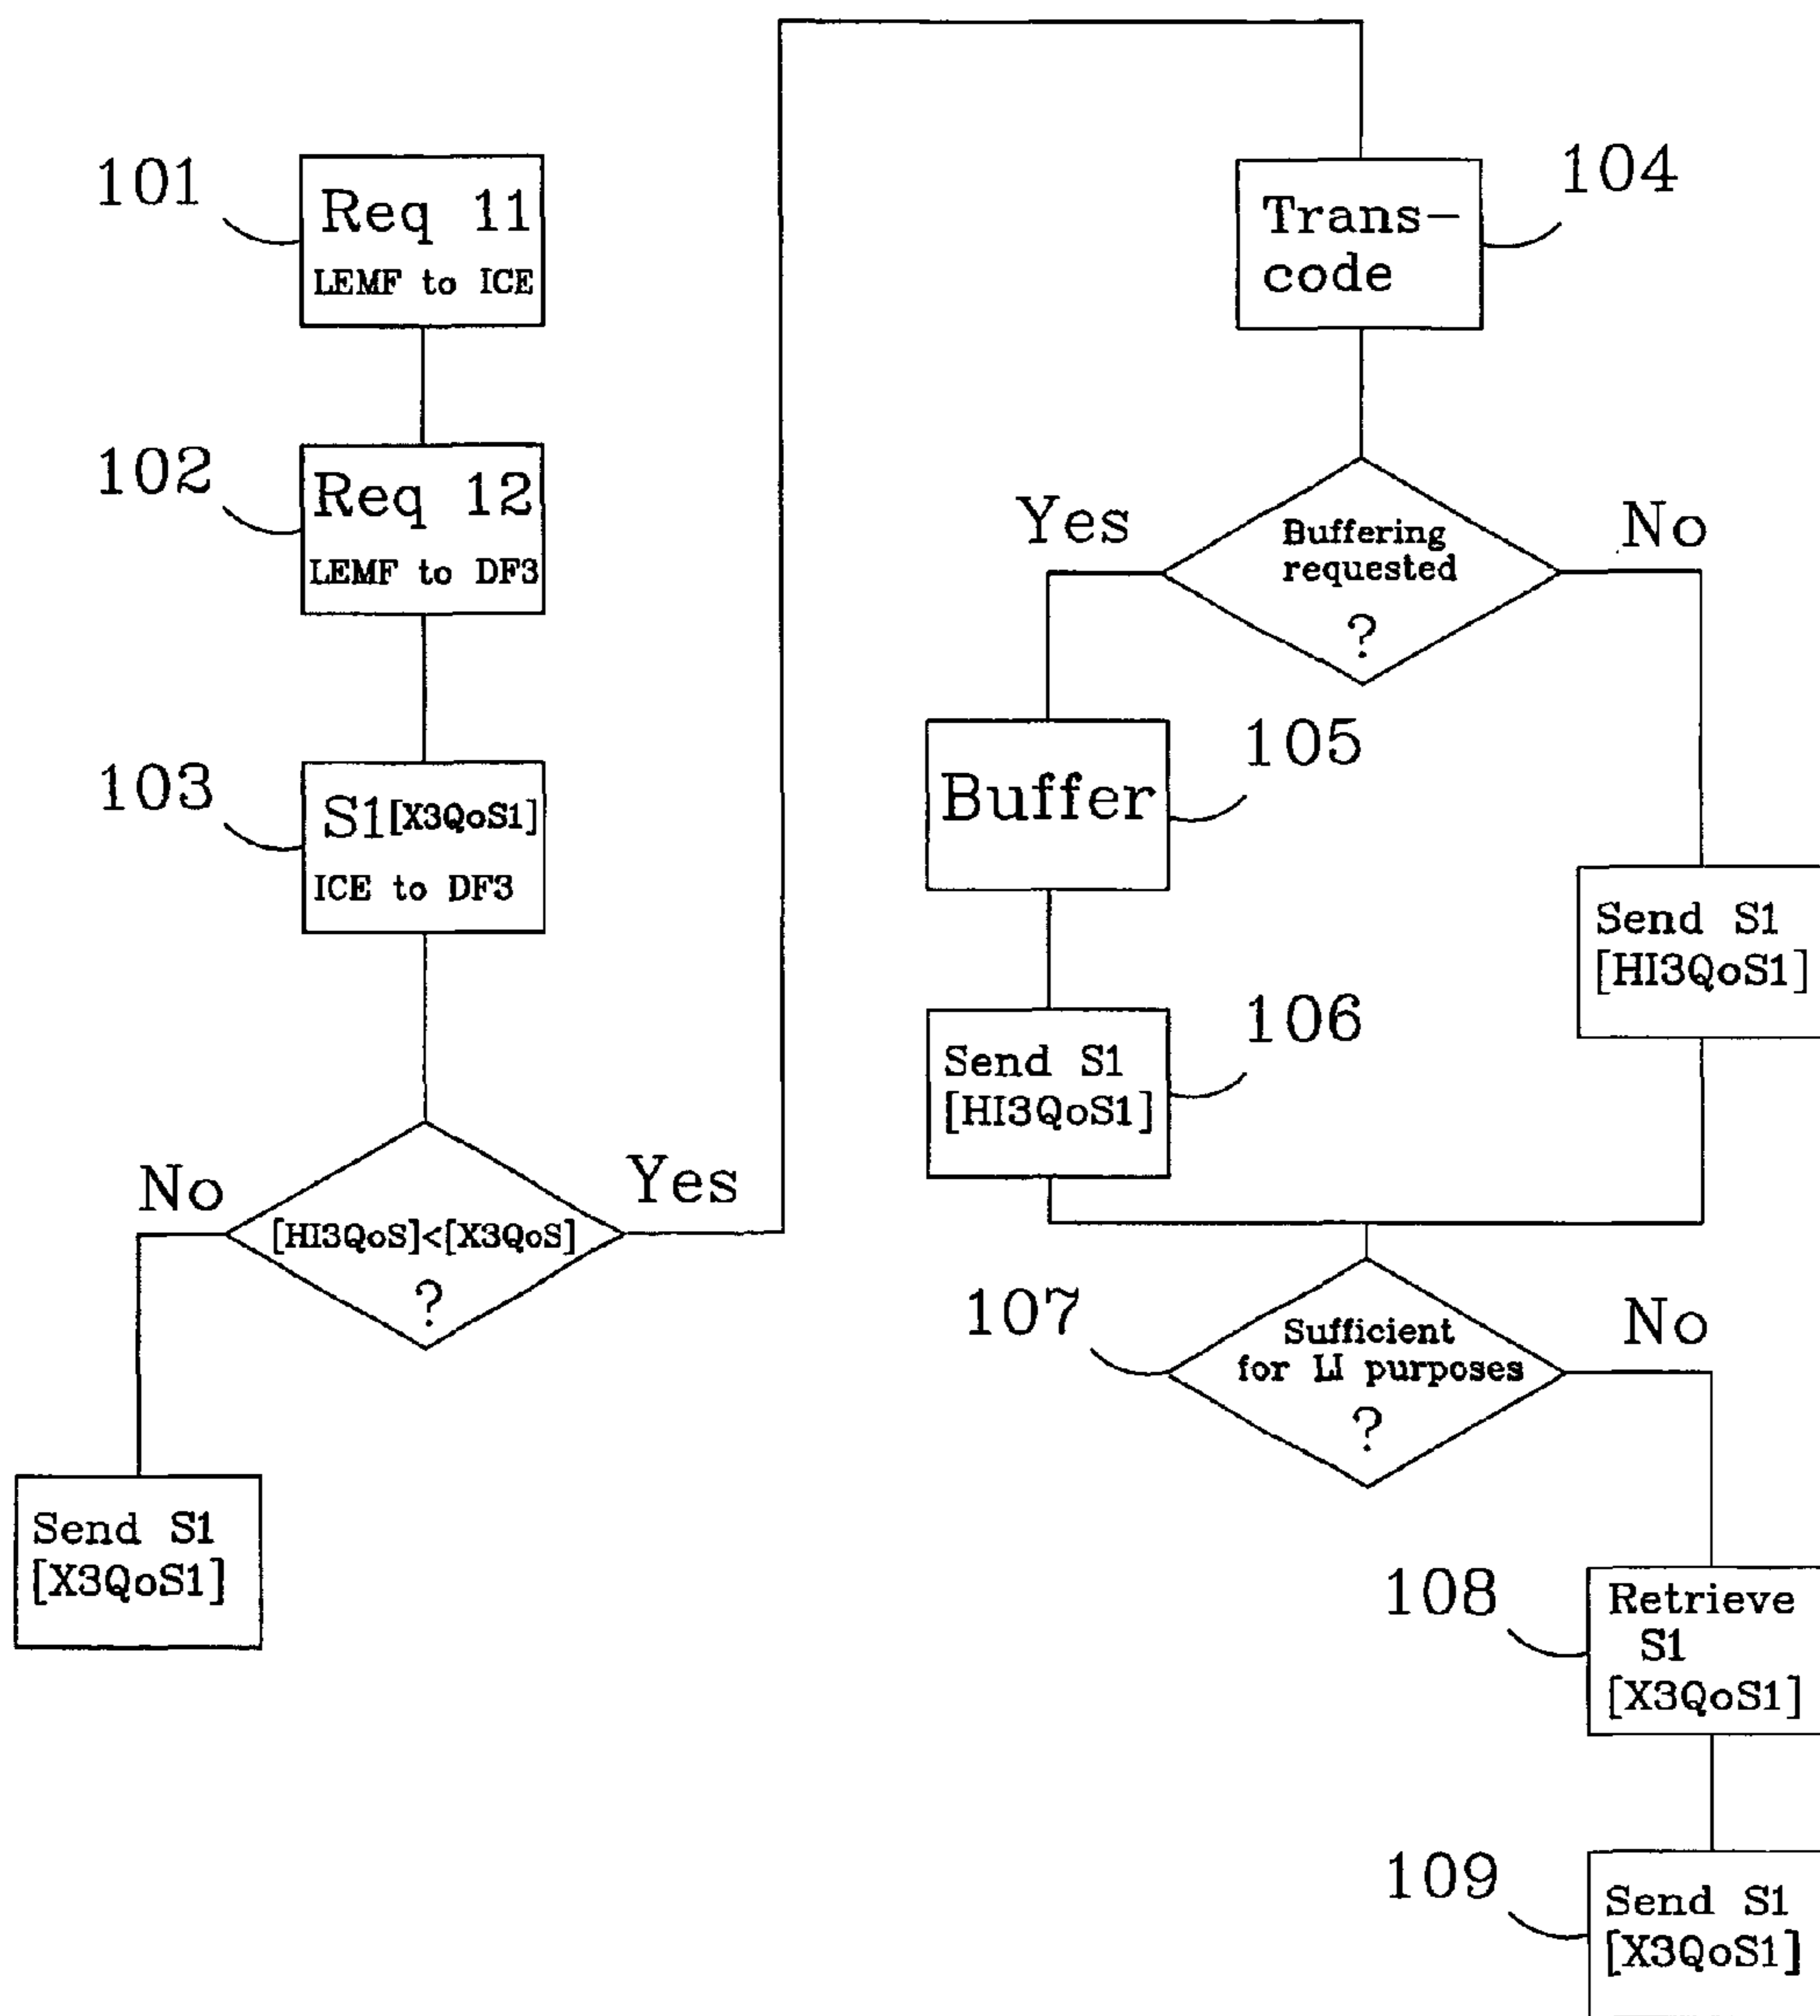 101
Req 11
LEMF to ICE
102
Req 12
LEMF to DF3
103
S1[X3QoS1]
ICE to DF3
No
Yes
[HI3QoS]<[X3QoS]
?
Send S1
[X3QoS1]
104
Trans-
code
Yes
No
Buffering
requested
?
105
Buffer
Send S1
[HI3QoS1]
106
Send S1
[HI3QoS1]
107
No
Sufficient
for LI purposes
?
108
Retrieve
S1
[X3QoS1]
109
Send S1
[X3QoS1]